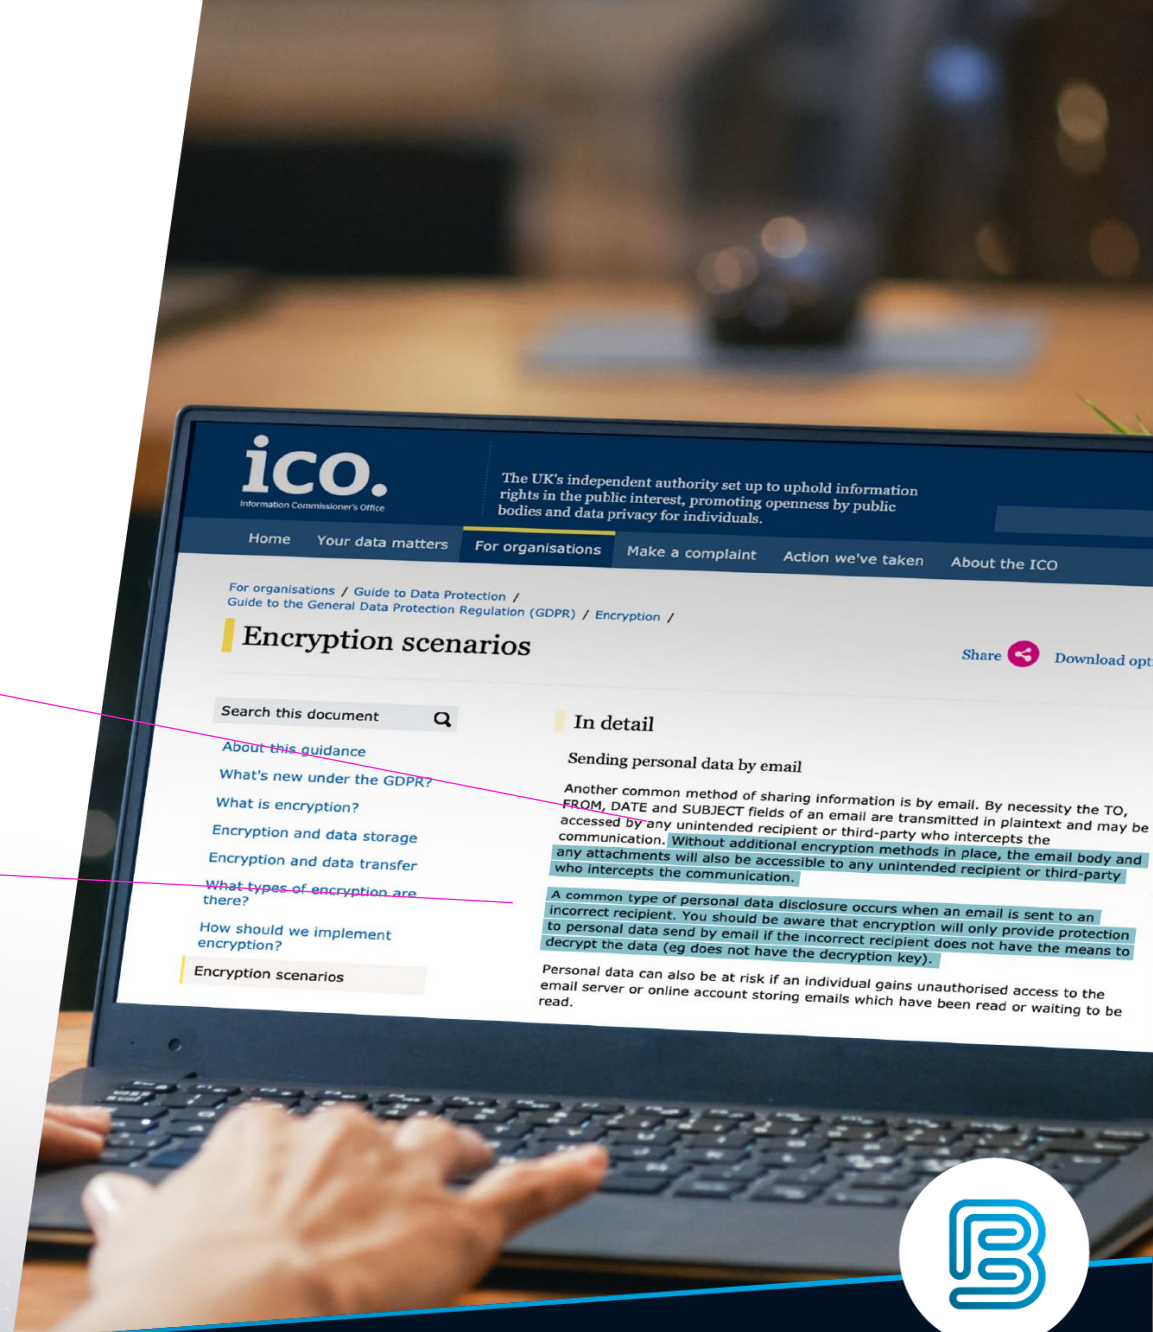 ico.
Information Commissioner's Office
The UK's independent authority set up to uphold information
rights in the public interest, promoting openness by public
bodies and data privacy for individuals.
Home Your data matters For organisations Make a complaint Action we've taken About the ICO
For organisations / Guide to Data Protection /
Guide to the General Data Protection Regulation (GDPR) / Encryption /
Encryption scenarios
Share Download opti
Search this document
About this guidance
What's new under the GDPR?
What is encryption?
Encryption and data storage
Encryption and data transfer
What types of encryption are
there?
How should we implement
encryption?
Encryption scenarios
In detail
Sending personal data by email
Another common method of sharing information is by email. By necessity the TO,
FROM, DATE and SUBJECT fields of an email are transmitted in plaintext and may be
accessed by any unintended recipient or third-party who intercepts the
communication. Without additional encryption methods in place, the email body and
any attachments will also be accessible to any unintended recipient or third-party
who intercepts the communication.
A common type of personal data disclosure occurs when an email is sent to an
incorrect recipient. You should be aware that encryption will only provide protection
to personal data send by email if the incorrect recipient does not have the means to
decrypt the data (eg does not have the decryption key).
Personal data can also be at risk if an individual gains unauthorised access to the
email server or online account storing emails which have been read or waiting to be
read.